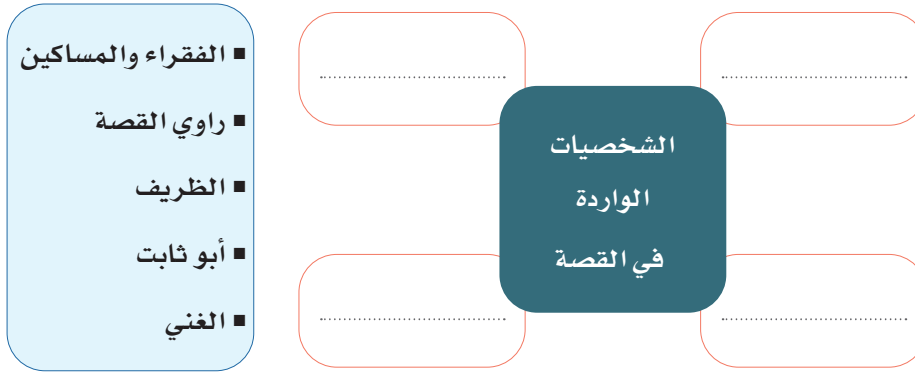 الشخصيات
الواردة
في القصة
■ الفقراء والمساكين
■ راوي القصة
■ الظريف
■ أبو ثابت
■ الغني